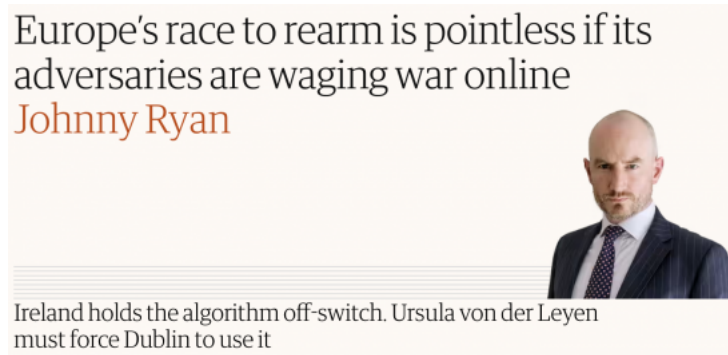 Europe’s race to rearm is pointless if its
adversaries are waging war online
Johnny Ryan
Ireland holds the algorithm off-switch. Ursula von der Leyen
must force Dublin to use it